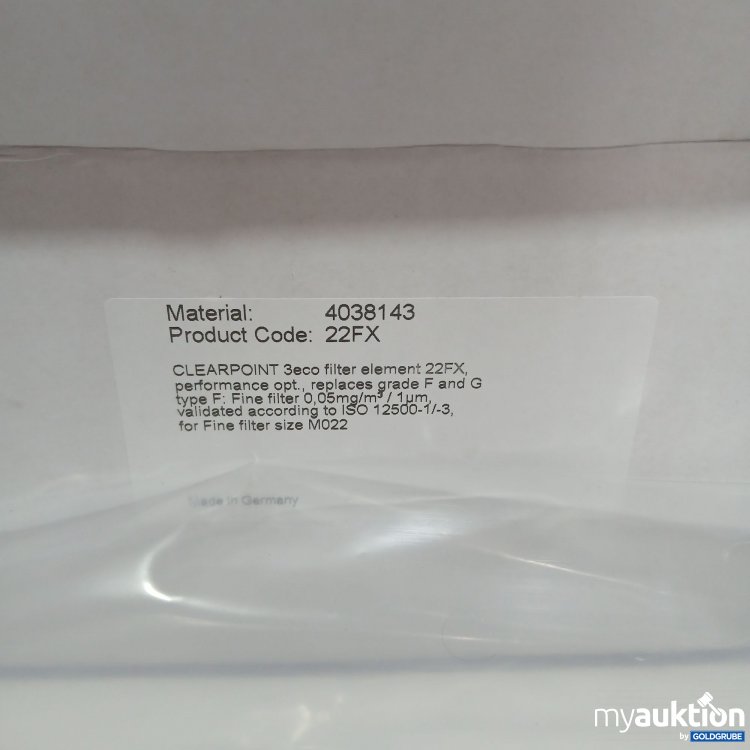 Material: 4038143
Product Code: 22FX
CLEARPOINT 3eco filter element 22FX,
performance opt., replaces grade F and G
type F: Fine filter 0,05mg/m³ / 1µm,
validated according to ISO 12500-1/-3,
for Fine filter size M022
Made in Germany
myauktion
by GOLDGRUBE